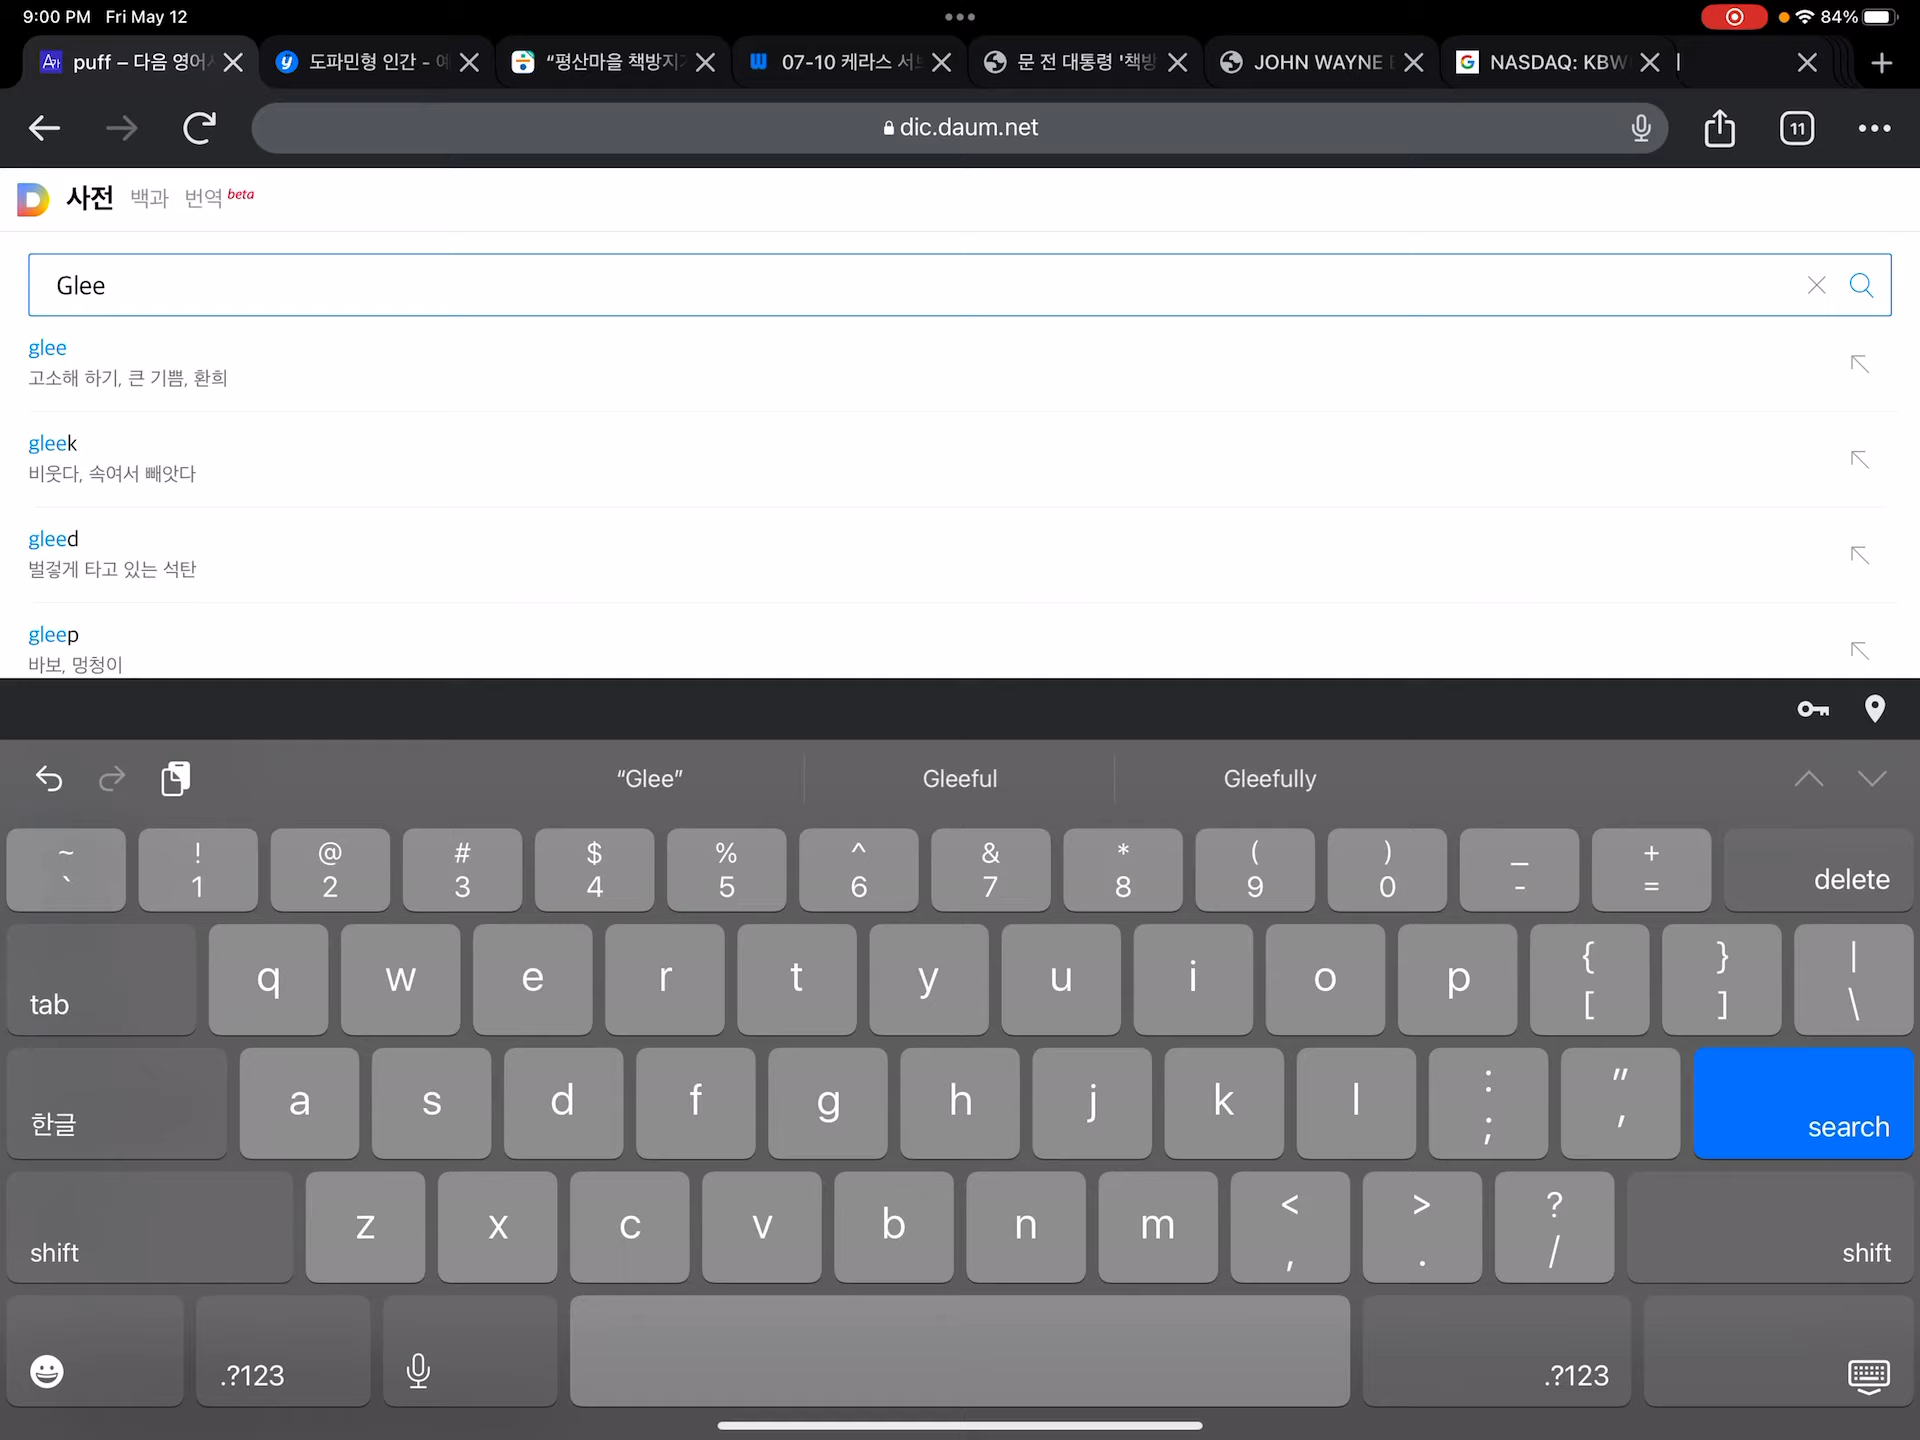 9:00 PM Fri May 12
84%
puff – 다음 영어
도파민형 인간 -
“평산마을 책방지
07-10 케라스
문 전 대통령 '책방
JOHN WAYNE
NASDAQ: KBW
dic.daum.net
11
사전 백과 번역 beta
Glee
glee
고소해 하기, 큰 기쁨, 환희
gleek
비웃다, 속여서 빼앗다
gleed
벌겋게 타고 있는 석탄
gleep
바보, 멍청이
“Glee” Gleeful Gleefully
~ ! @ # $ % ^ & * ( ) _ +
` 1 2 3 4 5 6 7 8 9 0 - = delete
tab q w e r t y u i o p { [ } ] | \
한글 a s d f g h j k l : ; " ' search
shift z x c v b n m < , > . ? / shift
.?123 .?123